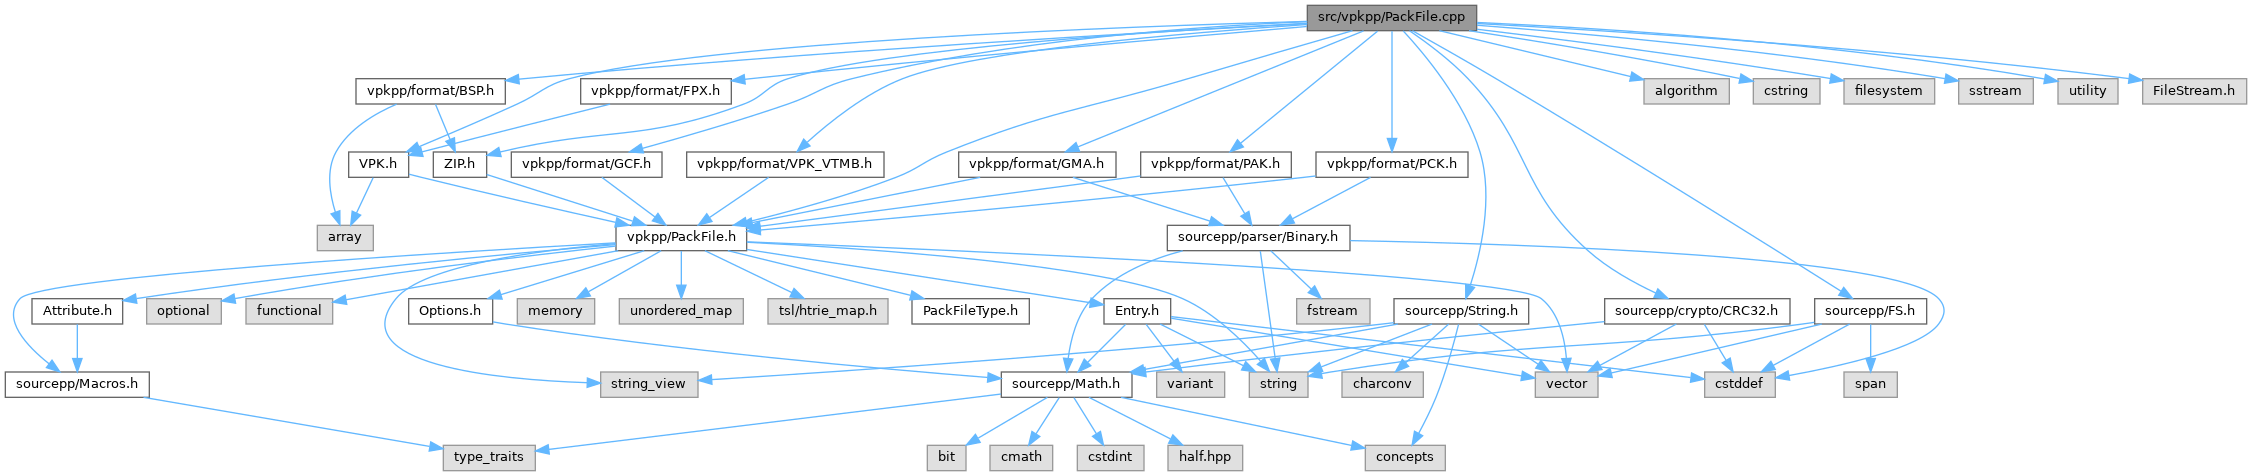 src/vpkpp/PackFile.cpp
vpkpp/format/BSP.h
vpkpp/format/FPX.h
algorithm
cstring
filesystem
sstream
utility
FileStream.h
VPK.h
ZIP.h
vpkpp/format/GCF.h
vpkpp/format/VPK_VTMB.h
vpkpp/format/GMA.h
vpkpp/format/PAK.h
vpkpp/format/PCK.h
array
vpkpp/PackFile.h
sourcepp/parser/Binary.h
Attribute.h
optional
functional
Options.h
memory
unordered_map
tsl/htrie_map.h
PackFileType.h
Entry.h
fstream
sourcepp/String.h
sourcepp/crypto/CRC32.h
sourcepp/FS.h
sourcepp/Macros.h
string_view
sourcepp/Math.h
variant
string
charconv
vector
cstddef
span
type_traits
bit
cmath
cstdint
half.hpp
concepts